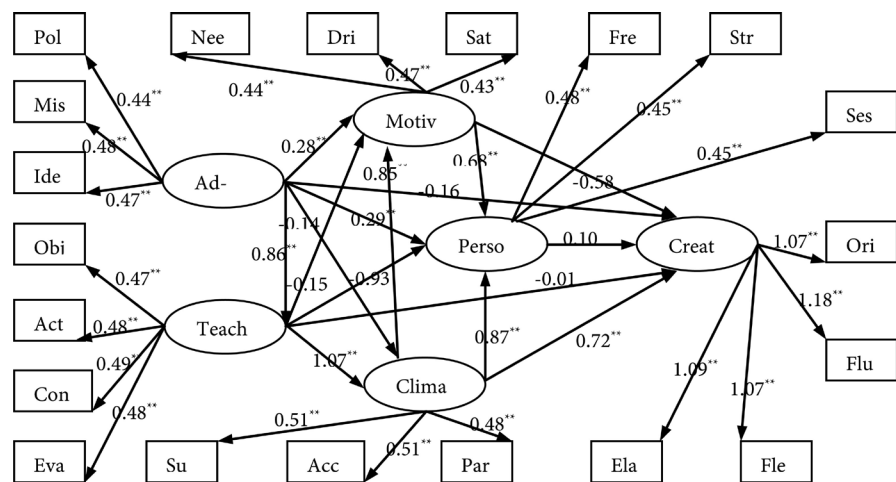 Pol
Nee
Dri
Sat
Fre
Str
Mis
Ide
Obi
Act
Con
Eva
Su
Acc
Par
Ela
Fle
Flu
Ori
Ses
Ad-
Motiv
Perso
Creat
Teach
Clima
0.44**
0.48**
0.47**
0.44**
0.47**
0.43**
0.48**
0.45**
0.45**
0.28**
0.85**
0.68**
-0.58
-0.16
-0.14
0.29**
0.86**
-0.15
-0.93
0.10
-0.01
0.47**
0.48**
0.49*
0.48**
1.07**
0.87**
0.72**
0.51**
0.51**
0.48**
1.07**
1.18**
1.09**
1.07**